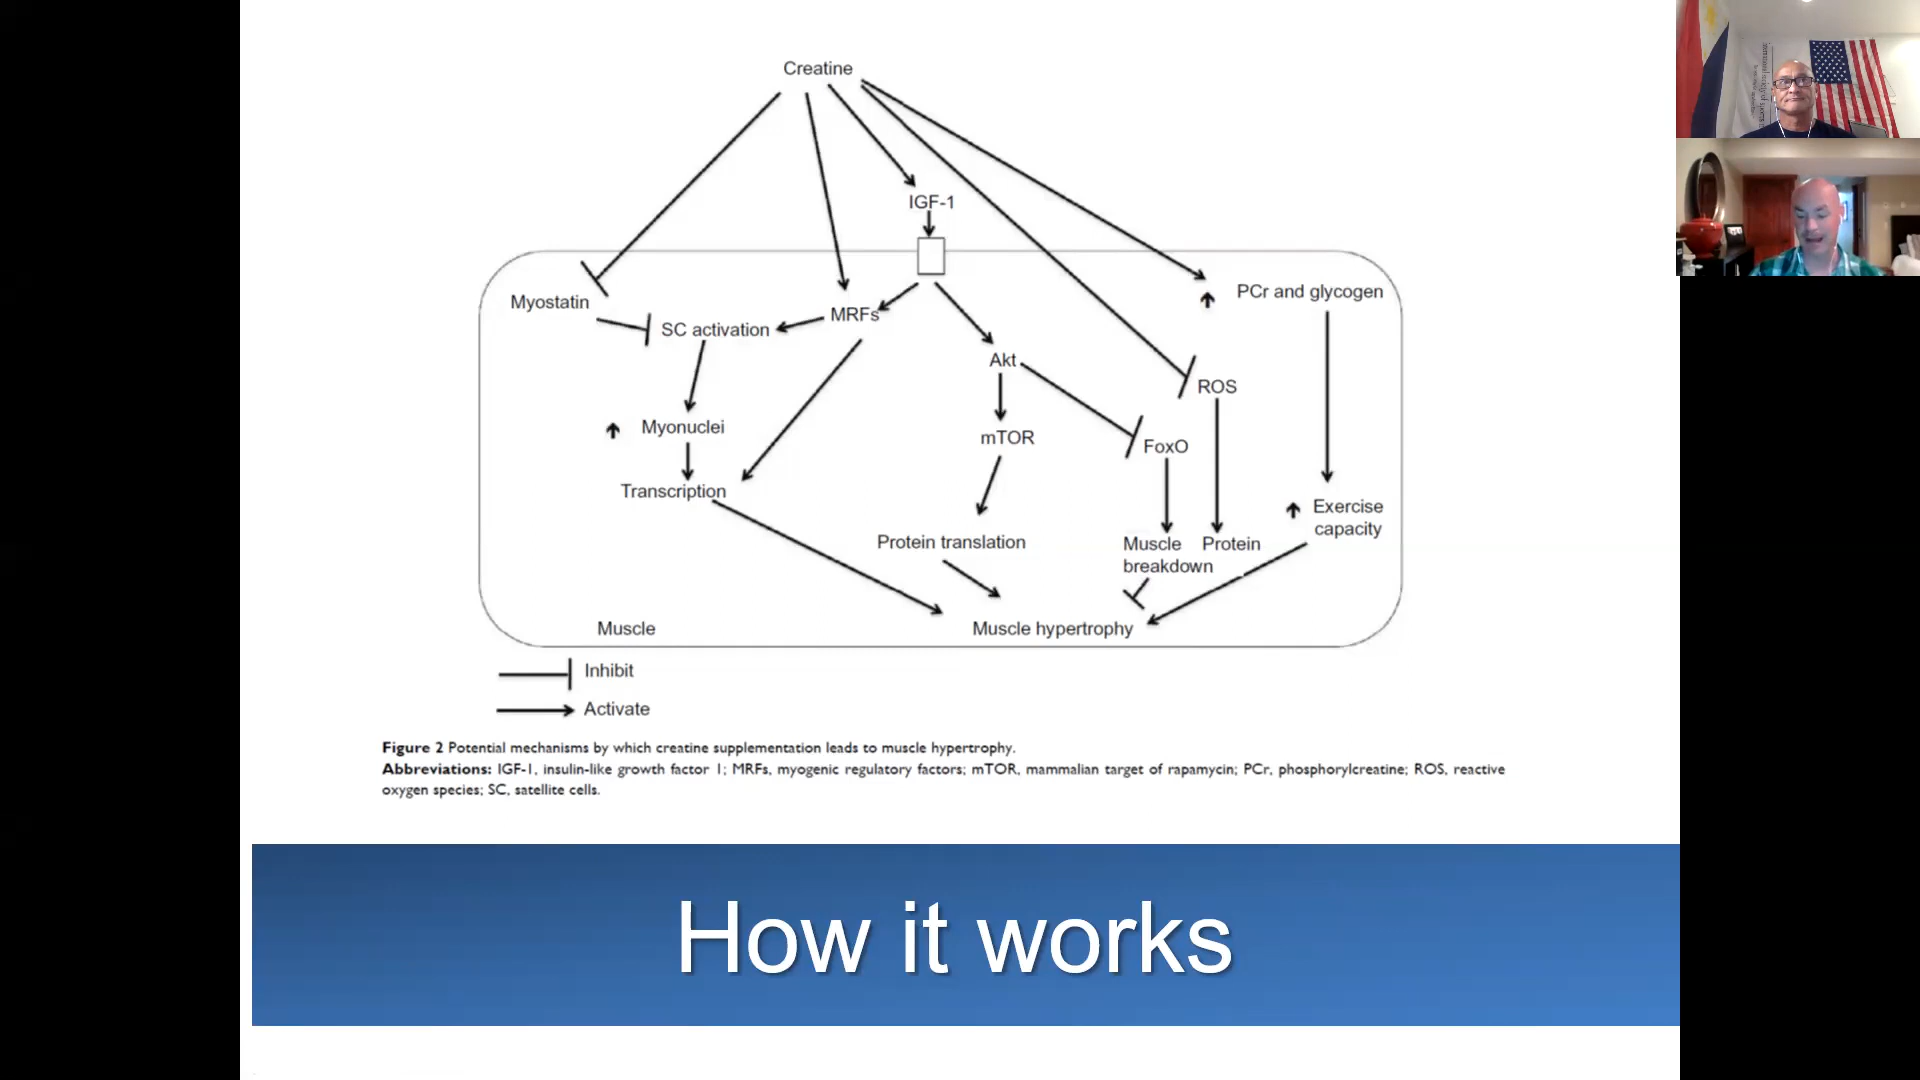 Creatine
IGF-1
Myostatin
SC activation
MRFs
PCr and glycogen
Akt
ROS
Myonuclei
mTOR
FoxO
Transcription
Exercise
capacity
Protein translation
Muscle
breakdown
Protein
Muscle
Muscle hypertrophy
Inhibit
Activate
Figure 2 Potential mechanisms by which creatine supplementation leads to muscle hypertrophy.
Abbreviations: IGF-1, insulin-like growth factor 1; MRFs, myogenic regulatory factors; mTOR, mammalian target of rapamycin; PCr, phosphorylcreatine; ROS, reactive
oxygen species; SC, satellite cells.
How it works